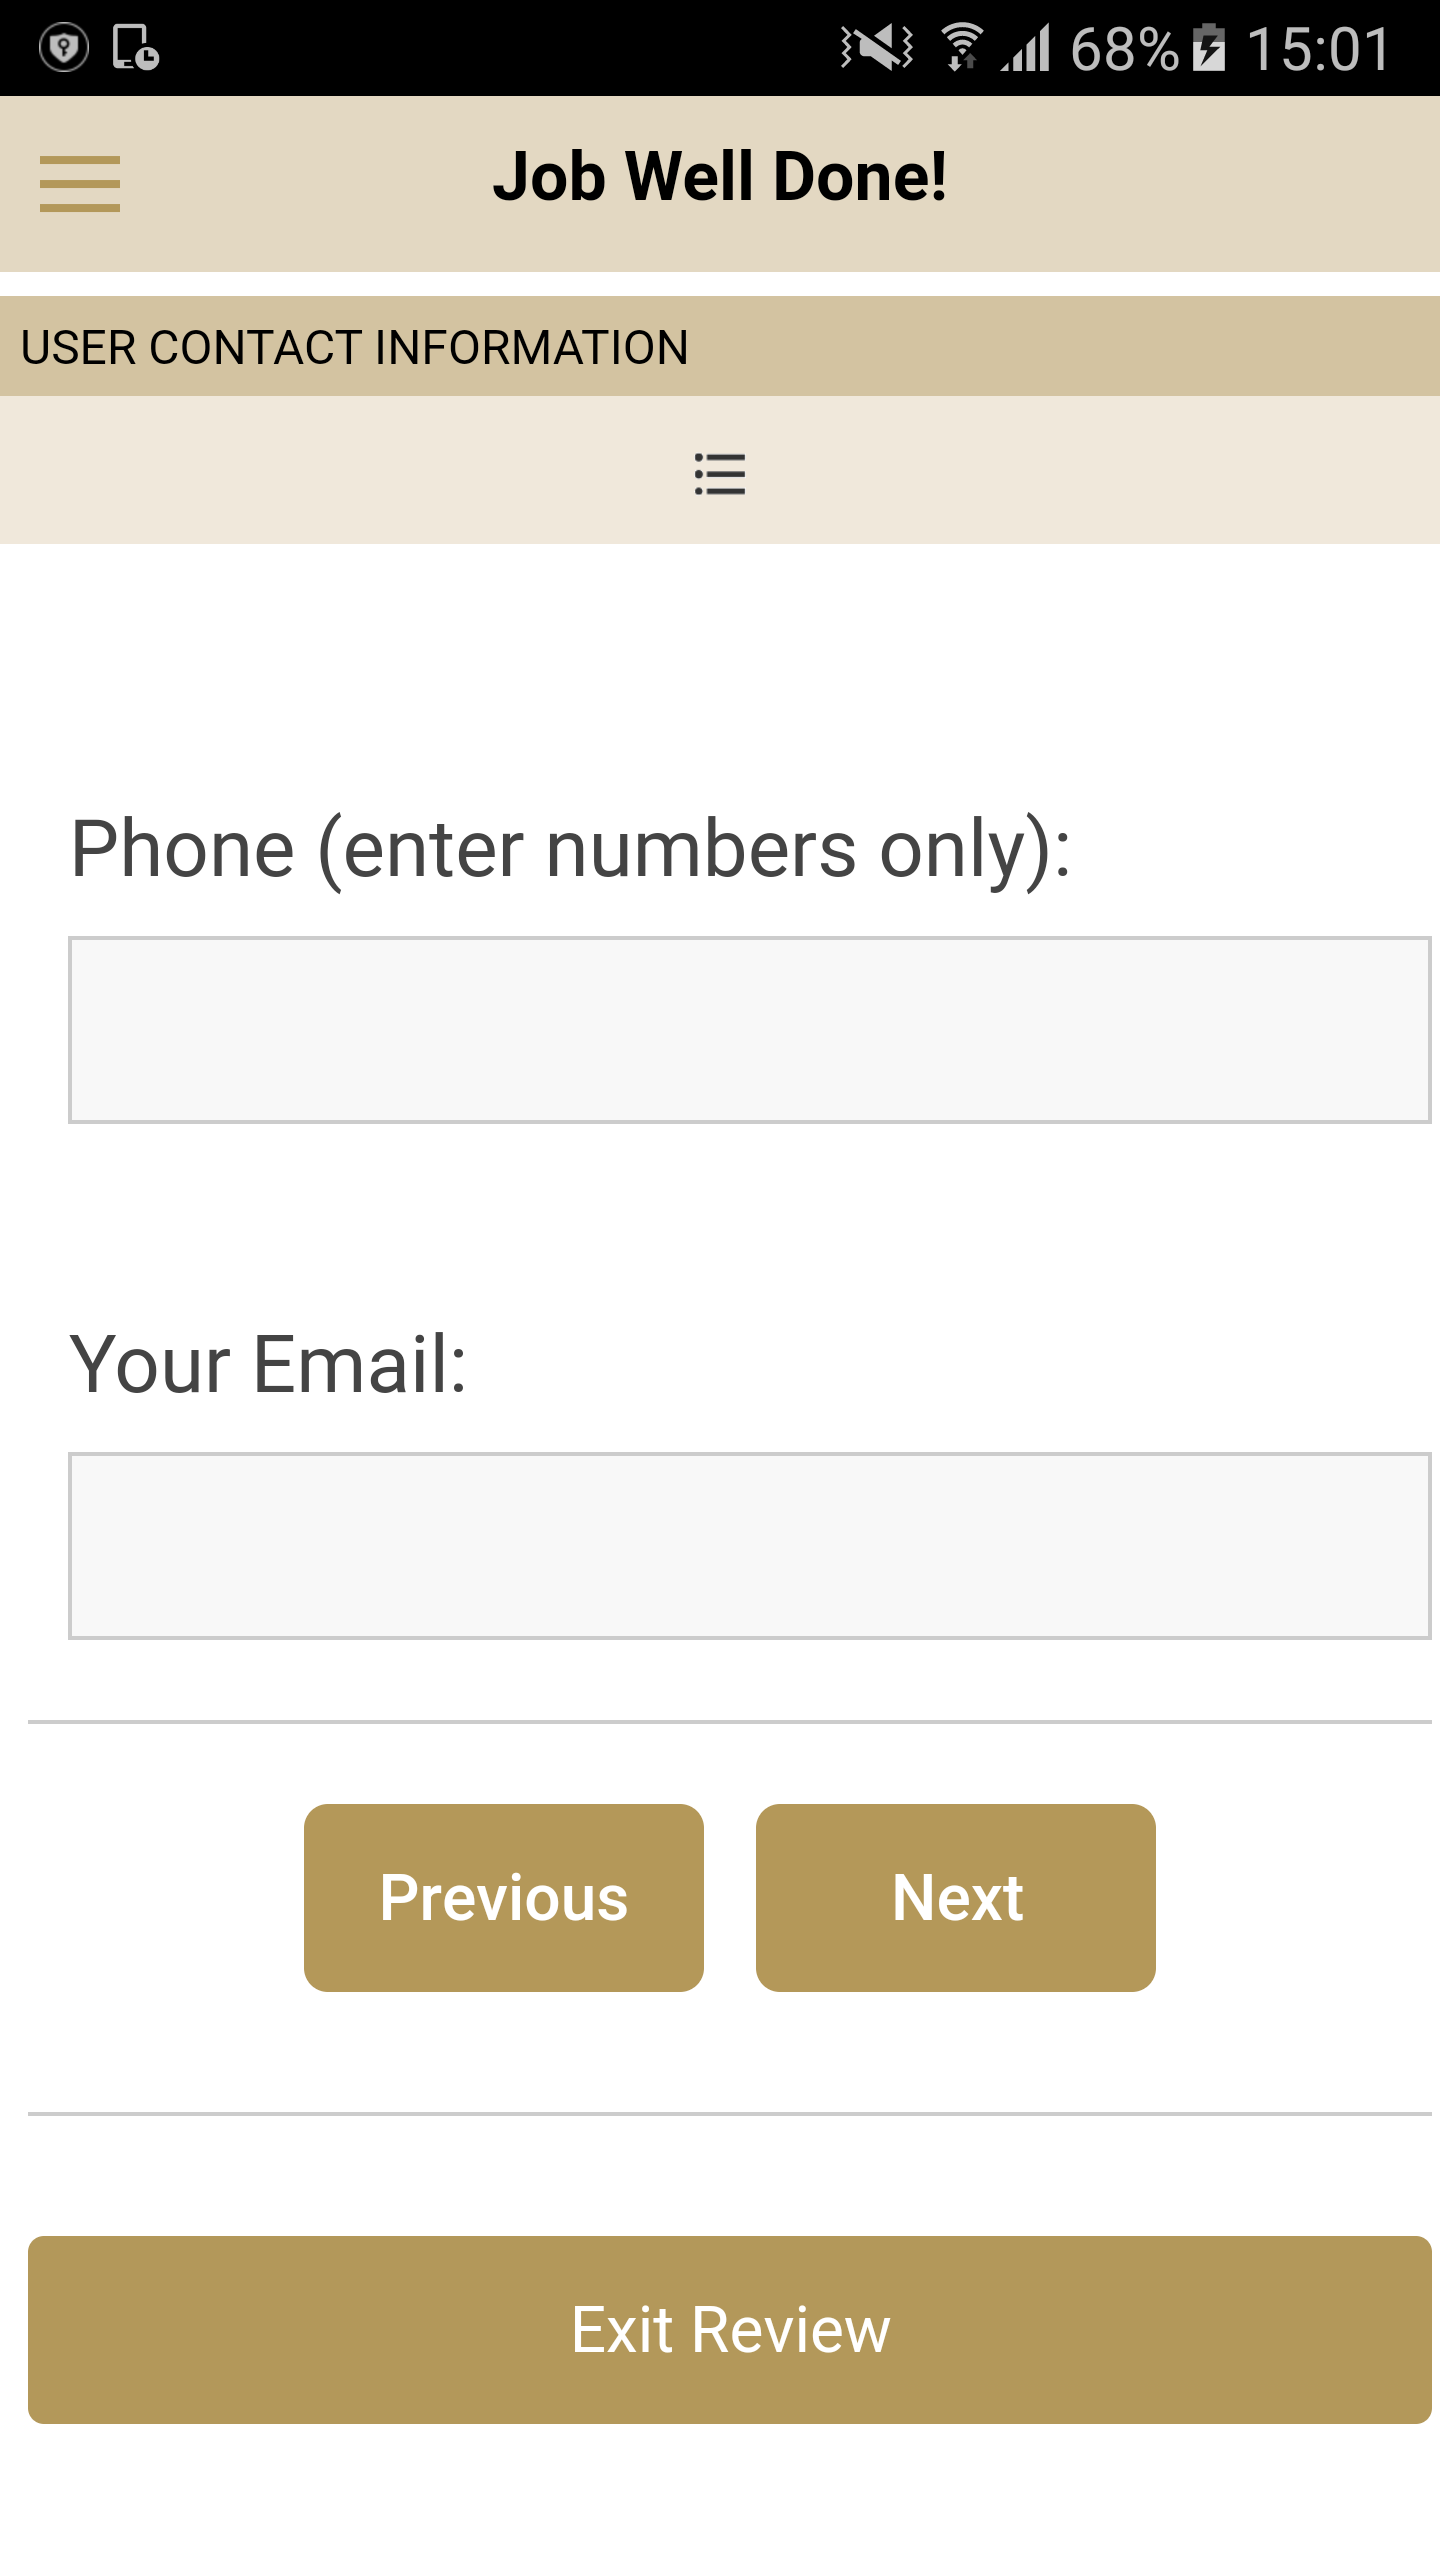 68% 15:01
Job Well Done!
USER CONTACT INFORMATION
Phone (enter numbers only):
Your Email:
Previous Next
Exit Review